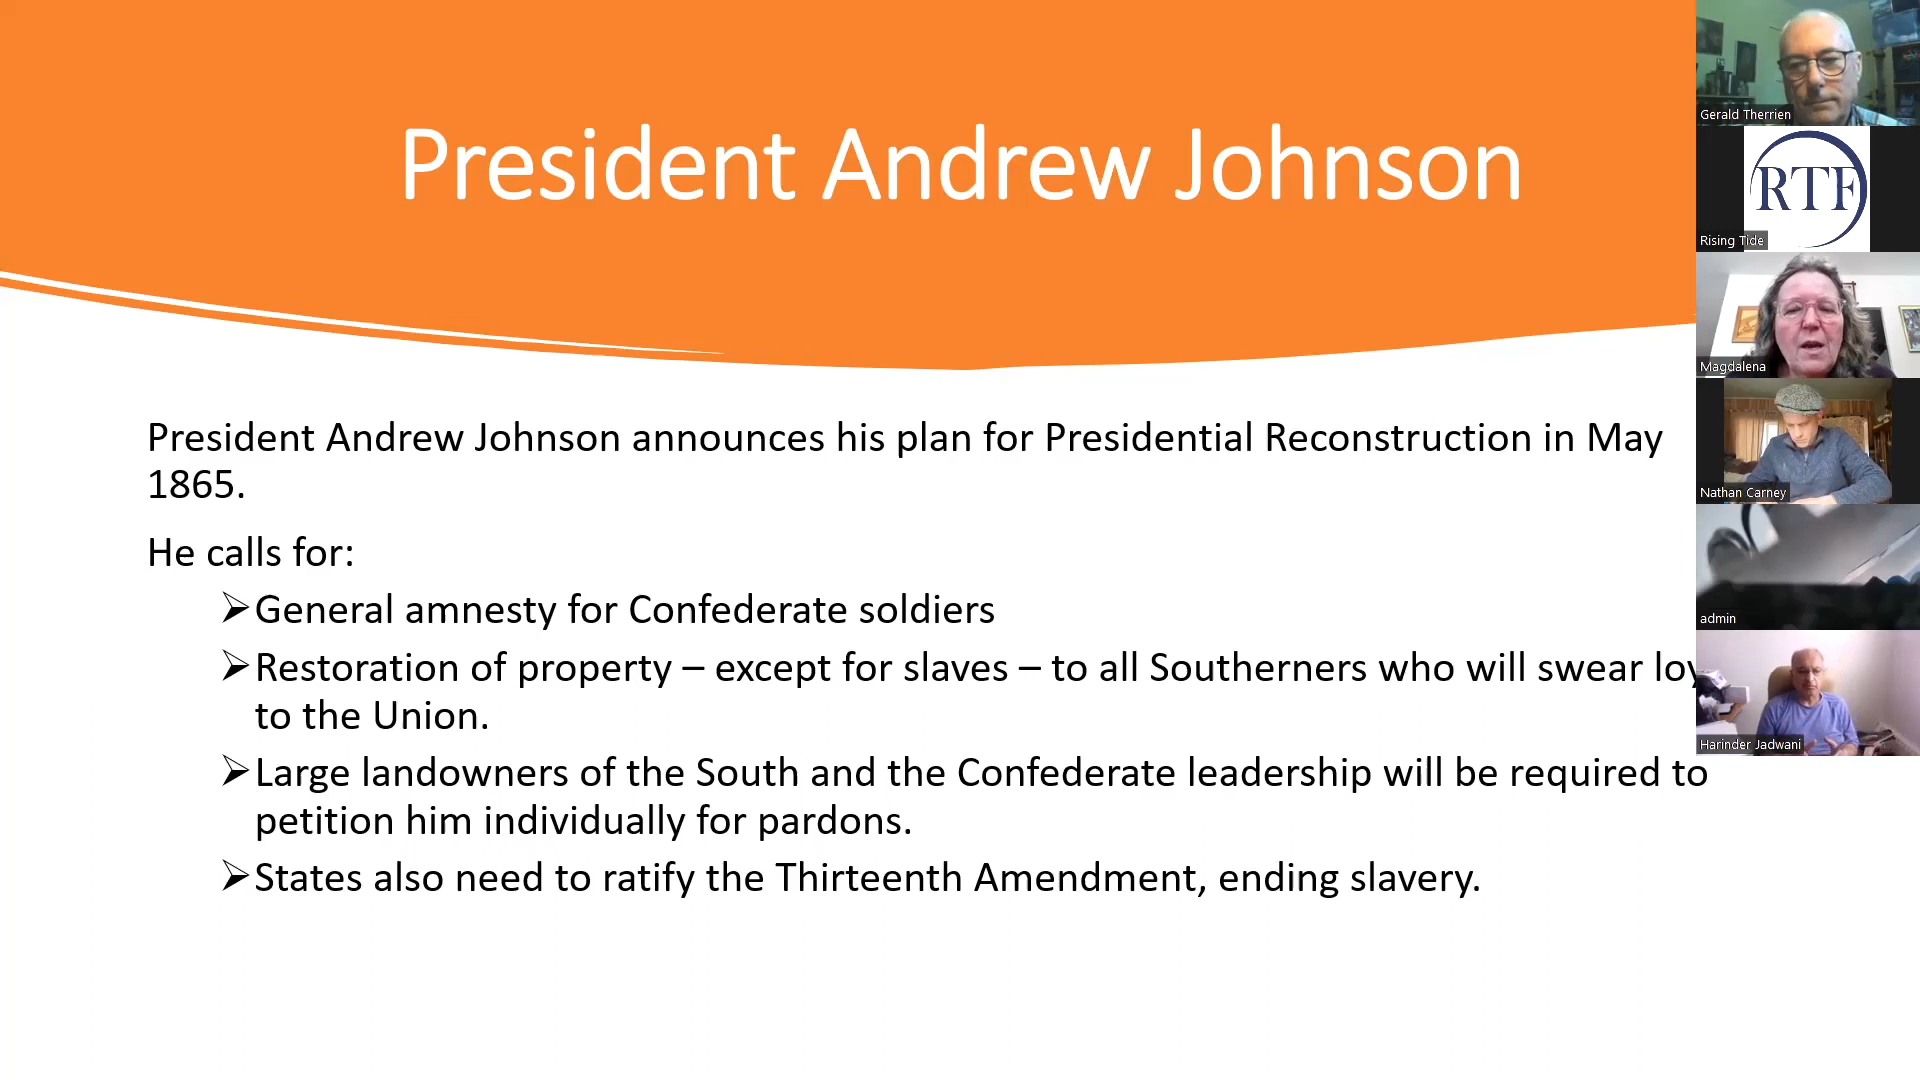 President Andrew Johnson
President Andrew Johnson announces his plan for Presidential Reconstruction in May
1865.
He calls for:
General amnesty for Confederate soldiers
Restoration of property – except for slaves – to all Southerners who will swear
to the Union.
Large landowners of the South and the Confederate leadership will be required to
petition him individually for pardons.
States also need to ratify the Thirteenth Amendment, ending slavery.
Gerald Therrien
RTF
Rising Tide
Magdalena
Nathan Carney
admin
Harinder Jadwani